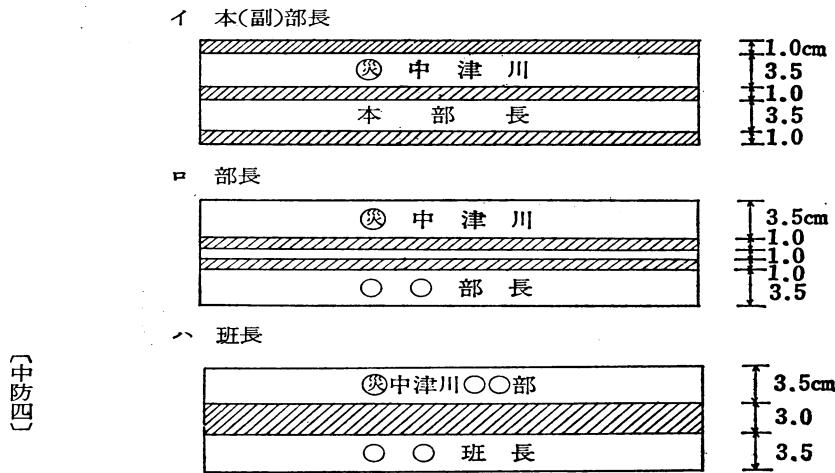 イ 本(副)部長
㊋中津川
本部長
1.0cm
3.5
1.0
3.5
1.0
ロ 部長
㊋中津川
○○部長
3.5cm
1.0
1.0
1.0
3.5
ハ 班長
㊋中津川○○部
○○班長
3.5cm
3.0
3.5
〔中防四〕